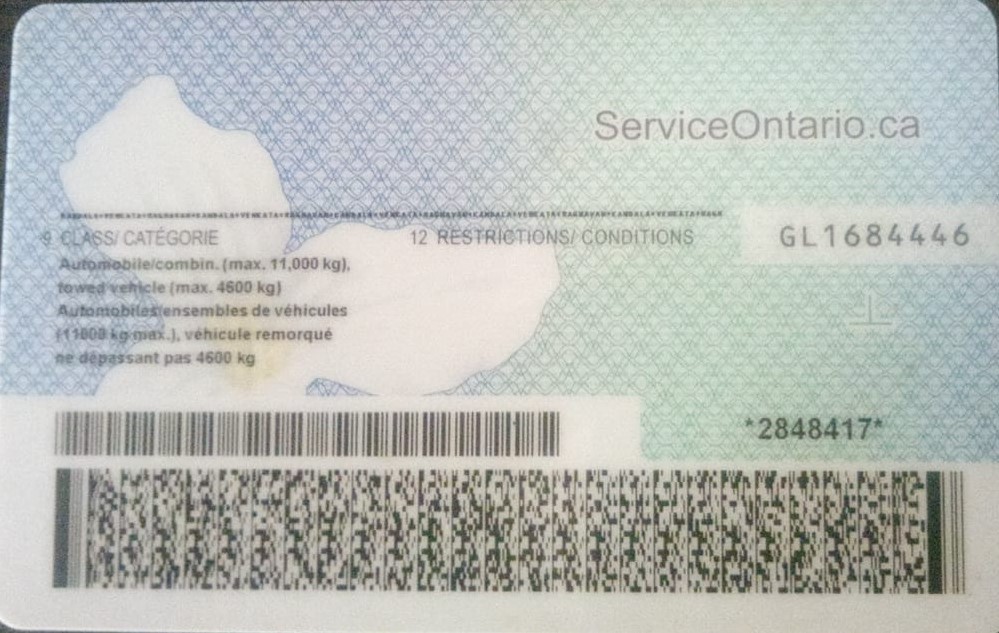 ServiceOntario.ca
9 CLASS/ CATÉGORIE
12 RESTRICTIONS/ CONDITIONS
GL1684446
Automobile/combin. (max. 11,000 kg),
towed vehicle (max. 4600 kg)
Automobiles/ensembles de véhicules
(11000 kg max.), véhicule remorqué
ne dépassant pas 4600 kg
*2848417*